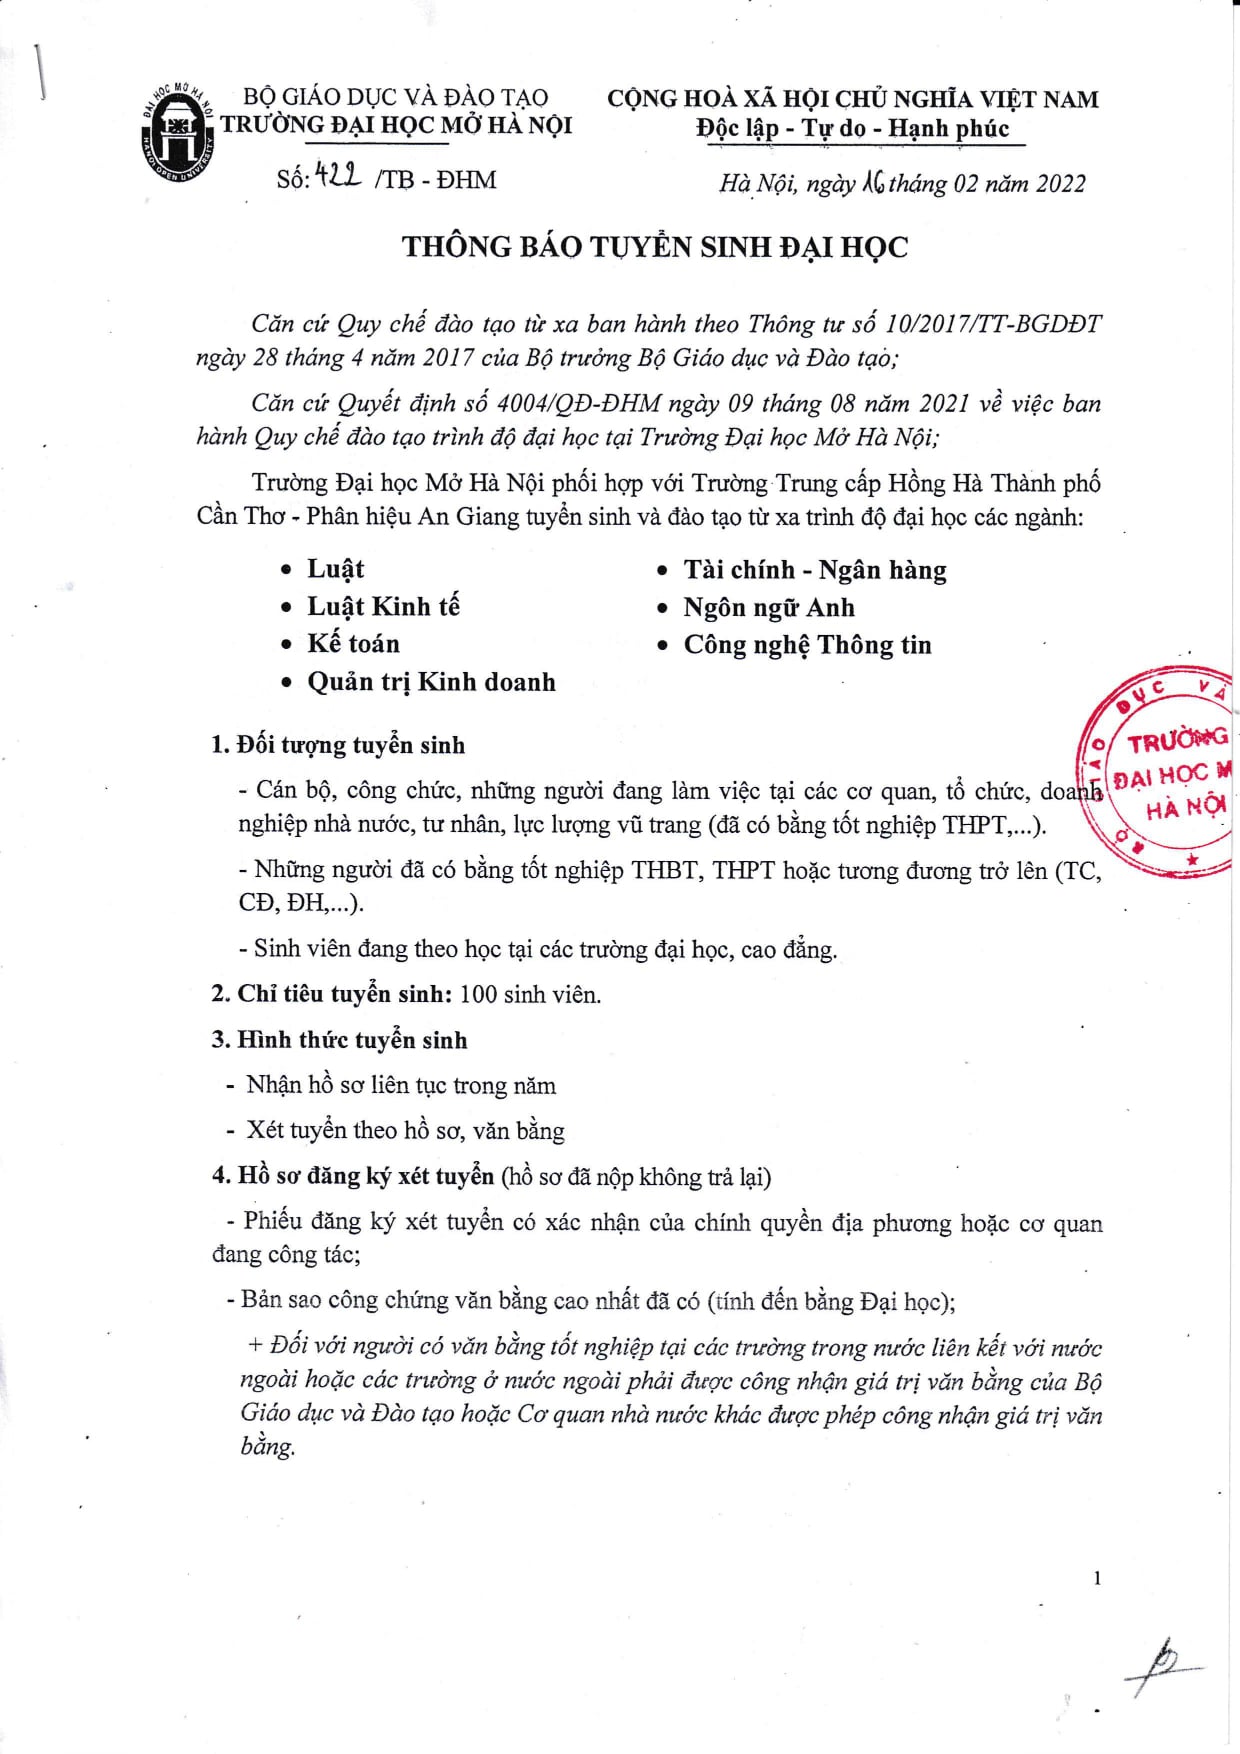 BỘ GIÁO DỤC VÀ ĐÀO TẠO
TRƯỜNG ĐẠI HỌC MỞ HÀ NỘI
Số: 422 /TB - ĐHM
ĐẠI HỌC MỞ HÀ NỘI
HANOI OPEN UNIVERSITY
CỘNG HOÀ XÃ HỘI CHỦ NGHĨA VIỆT NAM
Độc lập - Tự do - Hạnh phúc
Hà Nội, ngày 16 tháng 02 năm 2022
THÔNG BÁO TUYỂN SINH ĐẠI HỌC
Căn cứ Quy chế đào tạo từ xa ban hành theo Thông tư số 10/2017/TT-BGDĐT
ngày 28 tháng 4 năm 2017 của Bộ trưởng Bộ Giáo dục và Đào tạo;
Căn cứ Quyết định số 4004/QĐ-ĐHM ngày 09 tháng 08 năm 2021 về việc ban
hành Quy chế đào tạo trình độ đại học tại Trường Đại học Mở Hà Nội;
Trường Đại học Mở Hà Nội phối hợp với Trường Trung cấp Hồng Hà Thành phố
Cần Thơ - Phân hiệu An Giang tuyển sinh và đào tạo từ xa trình độ đại học các ngành:
• Luật
• Luật Kinh tế
• Kế toán
• Quản trị Kinh doanh
• Tài chính - Ngân hàng
• Ngôn ngữ Anh
• Công nghệ Thông tin
1. Đối tượng tuyển sinh
- Cán bộ, công chức, những người đang làm việc tại các cơ quan, tổ chức, doanh
nghiệp nhà nước, tư nhân, lực lượng vũ trang (đã có bằng tốt nghiệp THPT,...).
- Những người đã có bằng tốt nghiệp THBT, THPT hoặc tương đương trở lên (TC,
CĐ, ĐH,...).
- Sinh viên đang theo học tại các trường đại học, cao đẳng.
BỘ GIÁO DỤC VÀ
TRƯỜNG
ĐẠI HỌC M
HÀ NỘI
2. Chỉ tiêu tuyển sinh: 100 sinh viên.
3. Hình thức tuyển sinh
- Nhận hồ sơ liên tục trong năm
- Xét tuyển theo hồ sơ, văn bằng
4. Hồ sơ đăng ký xét tuyển (hồ sơ đã nộp không trả lại)
- Phiếu đăng ký xét tuyển có xác nhận của chính quyền địa phương hoặc cơ quan
đang công tác;
- Bản sao công chứng văn bằng cao nhất đã có (tính đến bằng Đại học);
+ Đối với người có văn bằng tốt nghiệp tại các trường trong nước liên kết với nước
ngoài hoặc các trường ở nước ngoài phải được công nhận giá trị văn bằng của Bộ
Giáo dục và Đào tạo hoặc Cơ quan nhà nước khác được phép công nhận giá trị văn
bằng.
1